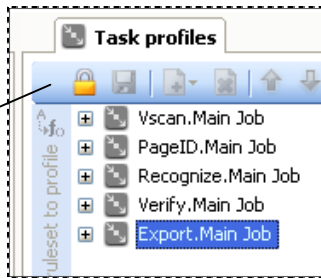 Task profiles
Vscan.Main Job
PageID.Main Job
Recognize.Main Job
Verify.Main Job
Export.Main Job
ruleset to profile